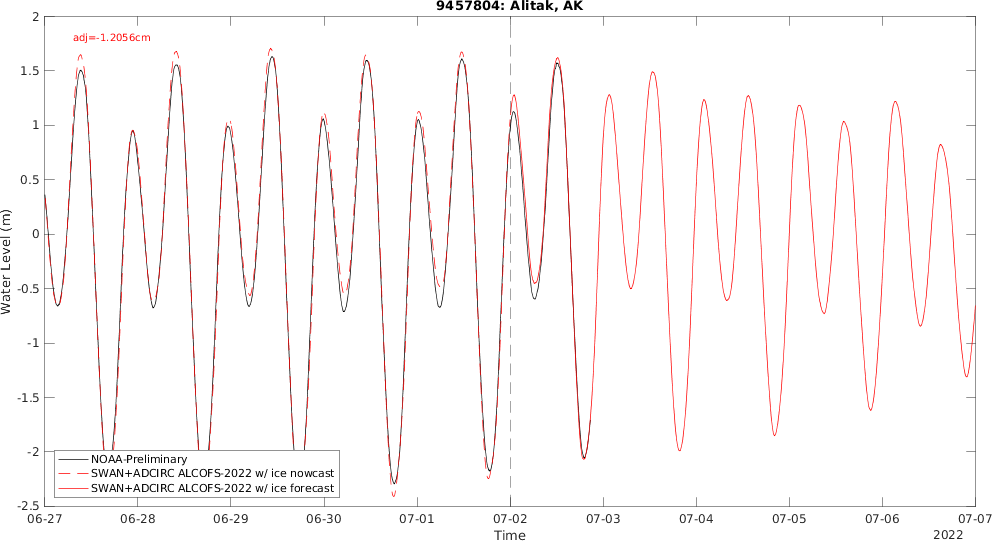 9457804: Alitak, AK
adj=-1.2056cm
Water Level (m)
2
1.5
1
0.5
0
-0.5
-1
-1.5
-2
-2.5
NOAA-Preliminary
SWAN+ADCIRC ALCOFS-2022 w/ ice nowcast
SWAN+ADCIRC ALCOFS-2022 w/ ice forecast
06-27 06-28 06-29 06-30 07-01 07-02 07-03 07-04 07-05 07-06 07-07
Time
2022